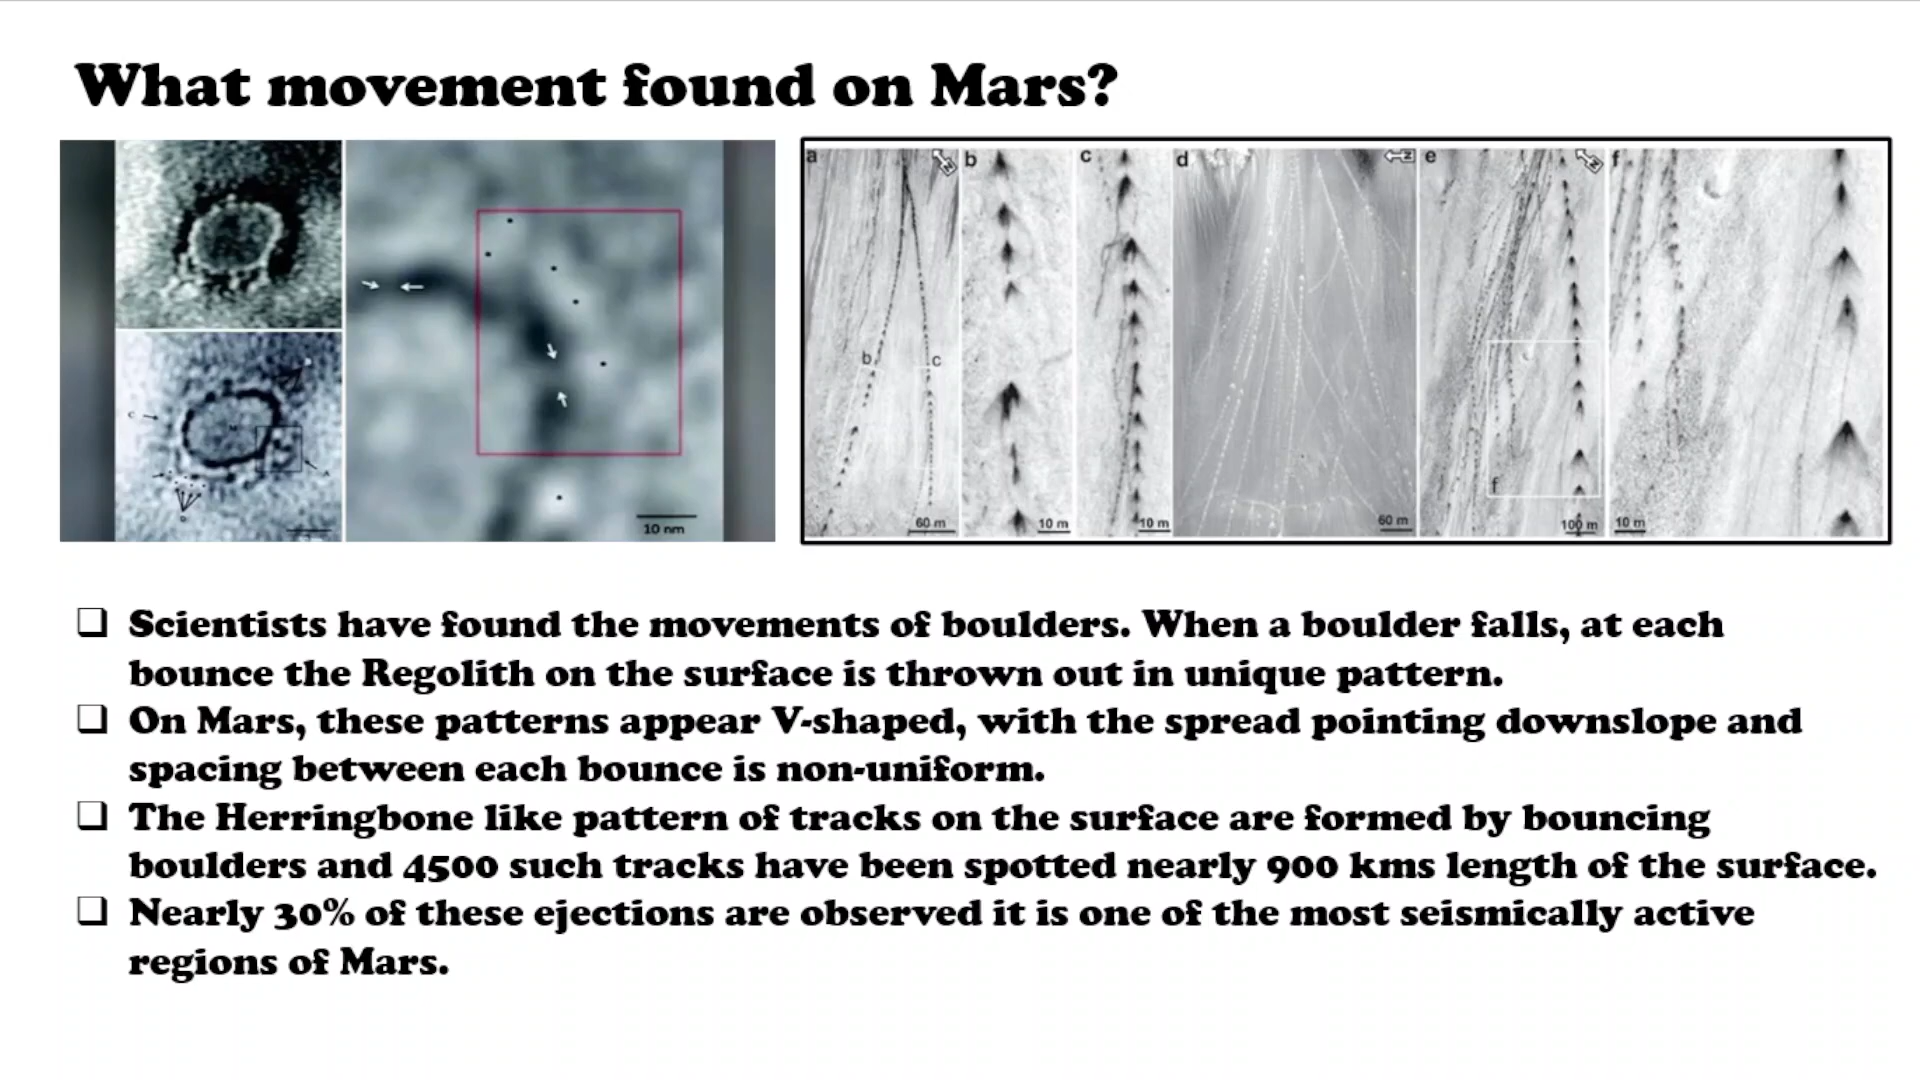 What movement found on Mars?
10 nm
a b c d e f
b c
f
60 m 10 m 10 m 60 m 100 m 10 m
Scientists have found the movements of boulders. When a boulder falls, at each
bounce the Regolith on the surface is thrown out in unique pattern.
On Mars, these patterns appear V-shaped, with the spread pointing downslope and
spacing between each bounce is non-uniform.
The Herringbone like pattern of tracks on the surface are formed by bouncing
boulders and 4500 such tracks have been spotted nearly 900 kms length of the surface.
Nearly 30% of these ejections are observed it is one of the most seismically active
regions of Mars.